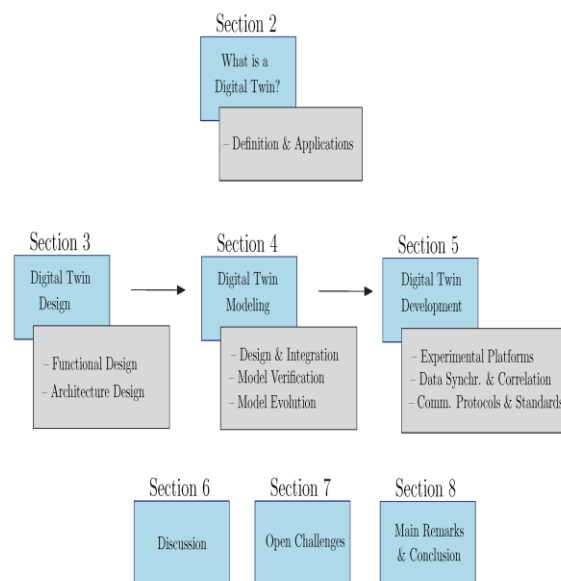 Section 2
What is a
Digital Twin?
– Definition & Applications
Section 3
Digital Twin
Design
– Functional Design
– Architecture Design
Section 4
Digital Twin
Modeling
– Design & Integration
– Model Verification
– Model Evolution
Section 5
Digital Twin
Development
– Experimental Platforms
– Data Synchr. & Correlation
– Comm. Protocols & Standards
Section 6
Discussion
Section 7
Open Challenges
Section 8
Main Remarks
& Conclusion